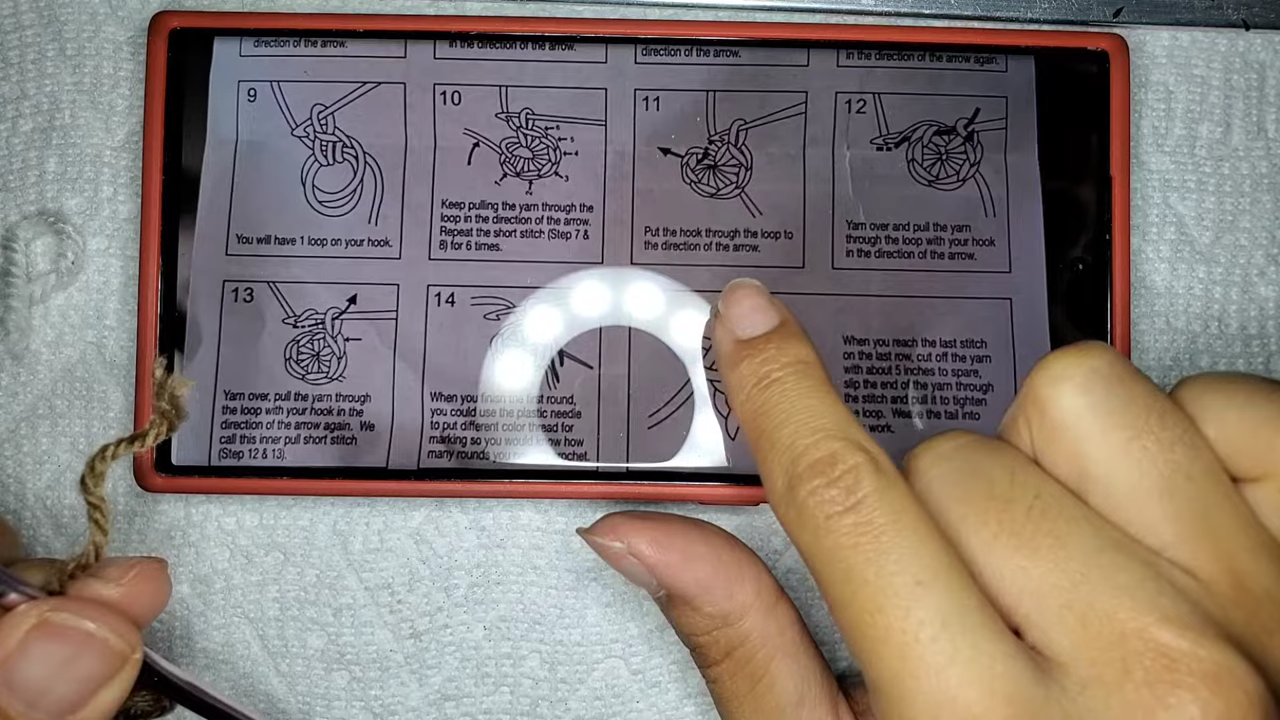 direction of the arrow.
in the direction of the arrow.
direction of the arrow.
in the direction of the arrow again.
9
You will have 1 loop on your hook.
10
6
5
4
3
2
1
Keep pulling the yarn through the
loop in the direction of the arrow.
Repeat the short stitch (Step 7 &
8) for 6 times.
11
Put the hook through the loop to
the direction of the arrow.
12
Yarn over and pull the yarn
through the loop with your hook
in the direction of the arrow.
13
Yarn over, pull the yarn through
the loop with your hook in the
direction of the arrow again. We
call this inner pull short stitch
(Step 12 & 13).
14
When you finish the first round,
you could use the plastic needle
to put different color thread for
marking so you would know how
many rounds you
When you reach the last stitch
on the last row, cut off the yarn
with about 5 inches to spare,
slip the end of the yarn through
the stitch and pull it to tighten
loop. Weave the tail into
work.